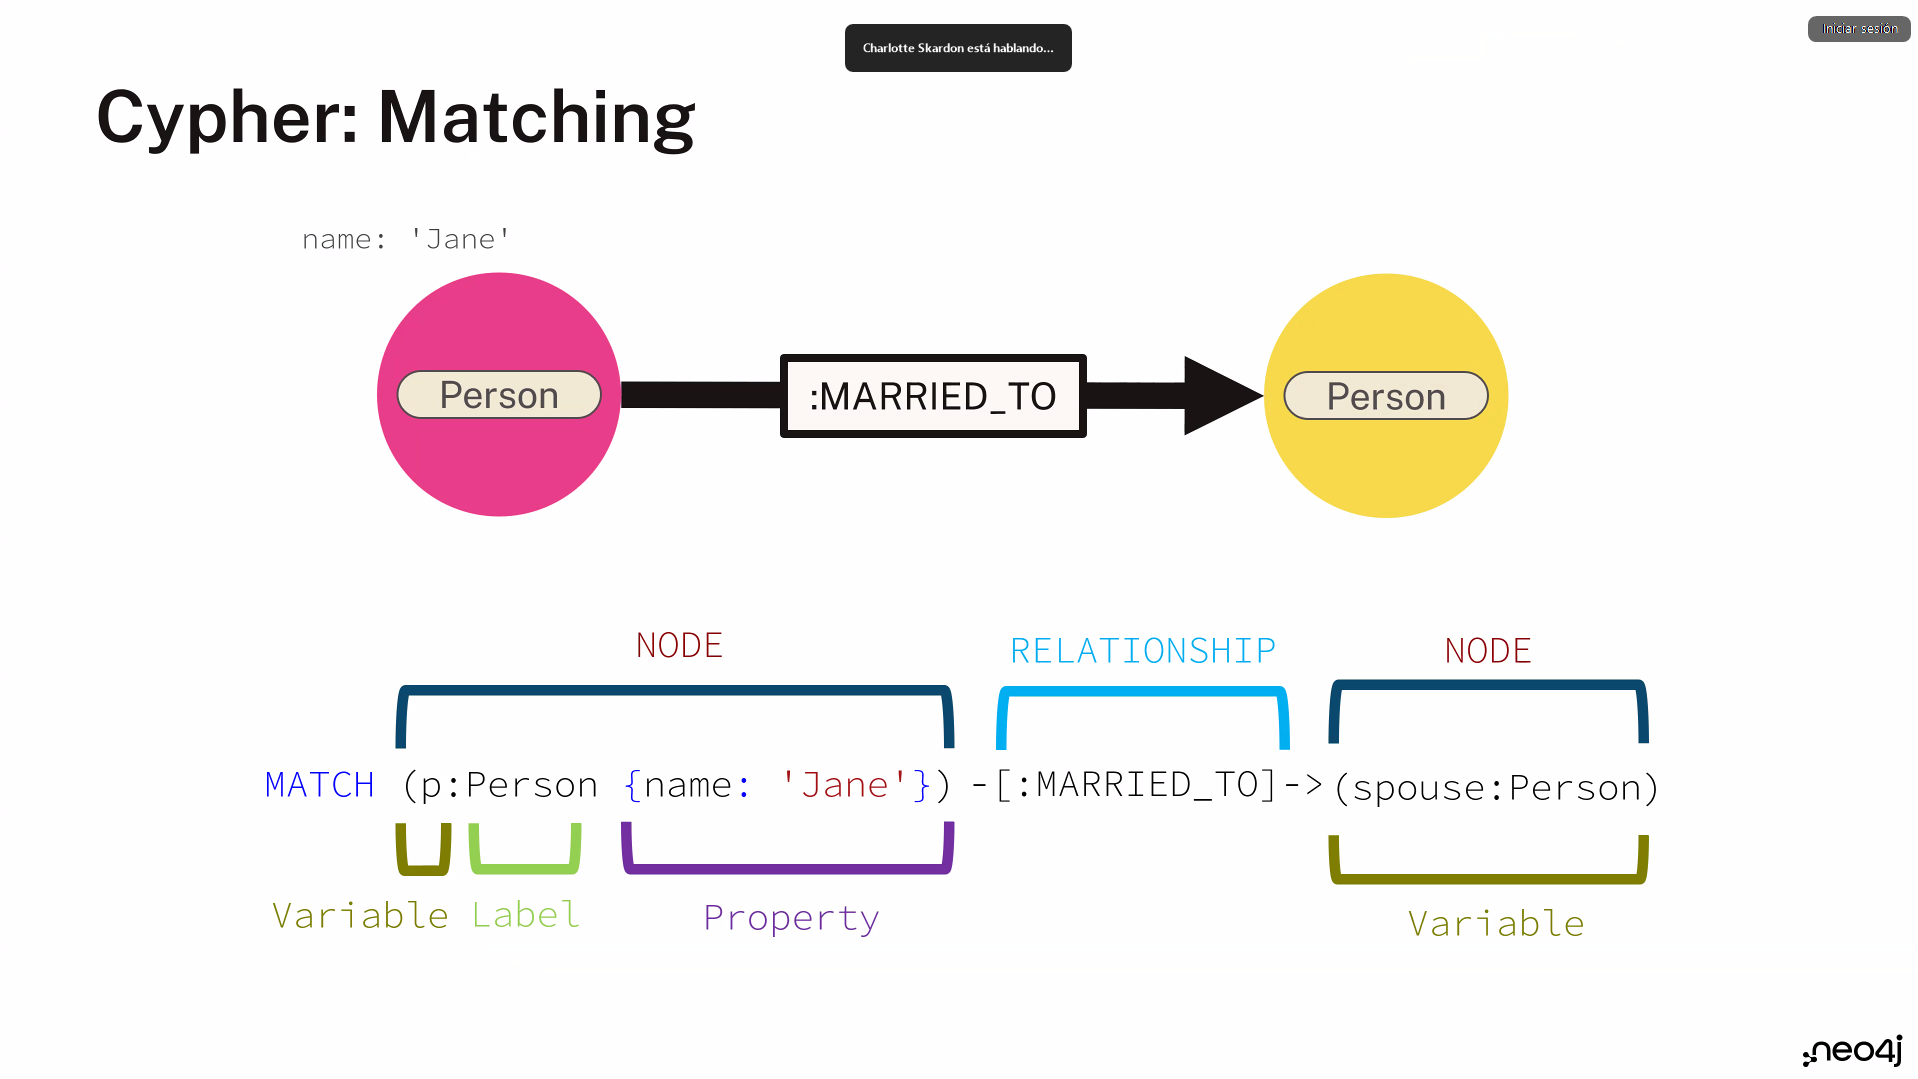 Charlotte Skardon está hablando...
Iniciar sesión
Cypher: Matching
name: 'Jane'
Person
:MARRIED_TO
Person
NODE
RELATIONSHIP
NODE
MATCH (p:Person {name: 'Jane'}) -[:MARRIED_TO]-> (spouse:Person)
Variable
Label
Property
Variable
neo4j